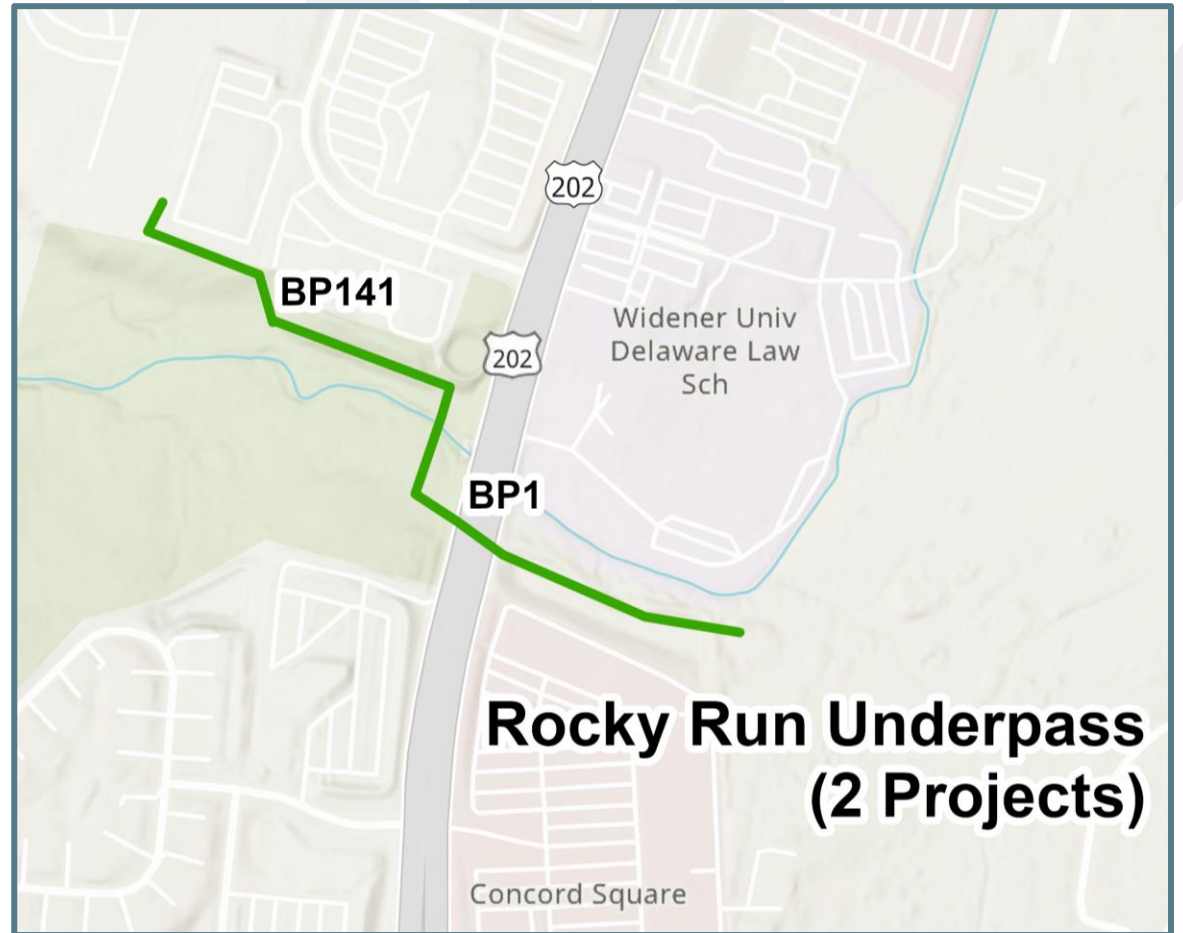 202
BP141
Widener Univ
Delaware Law
Sch
202
BP1
Rocky Run Underpass
(2 Projects)
Concord Square